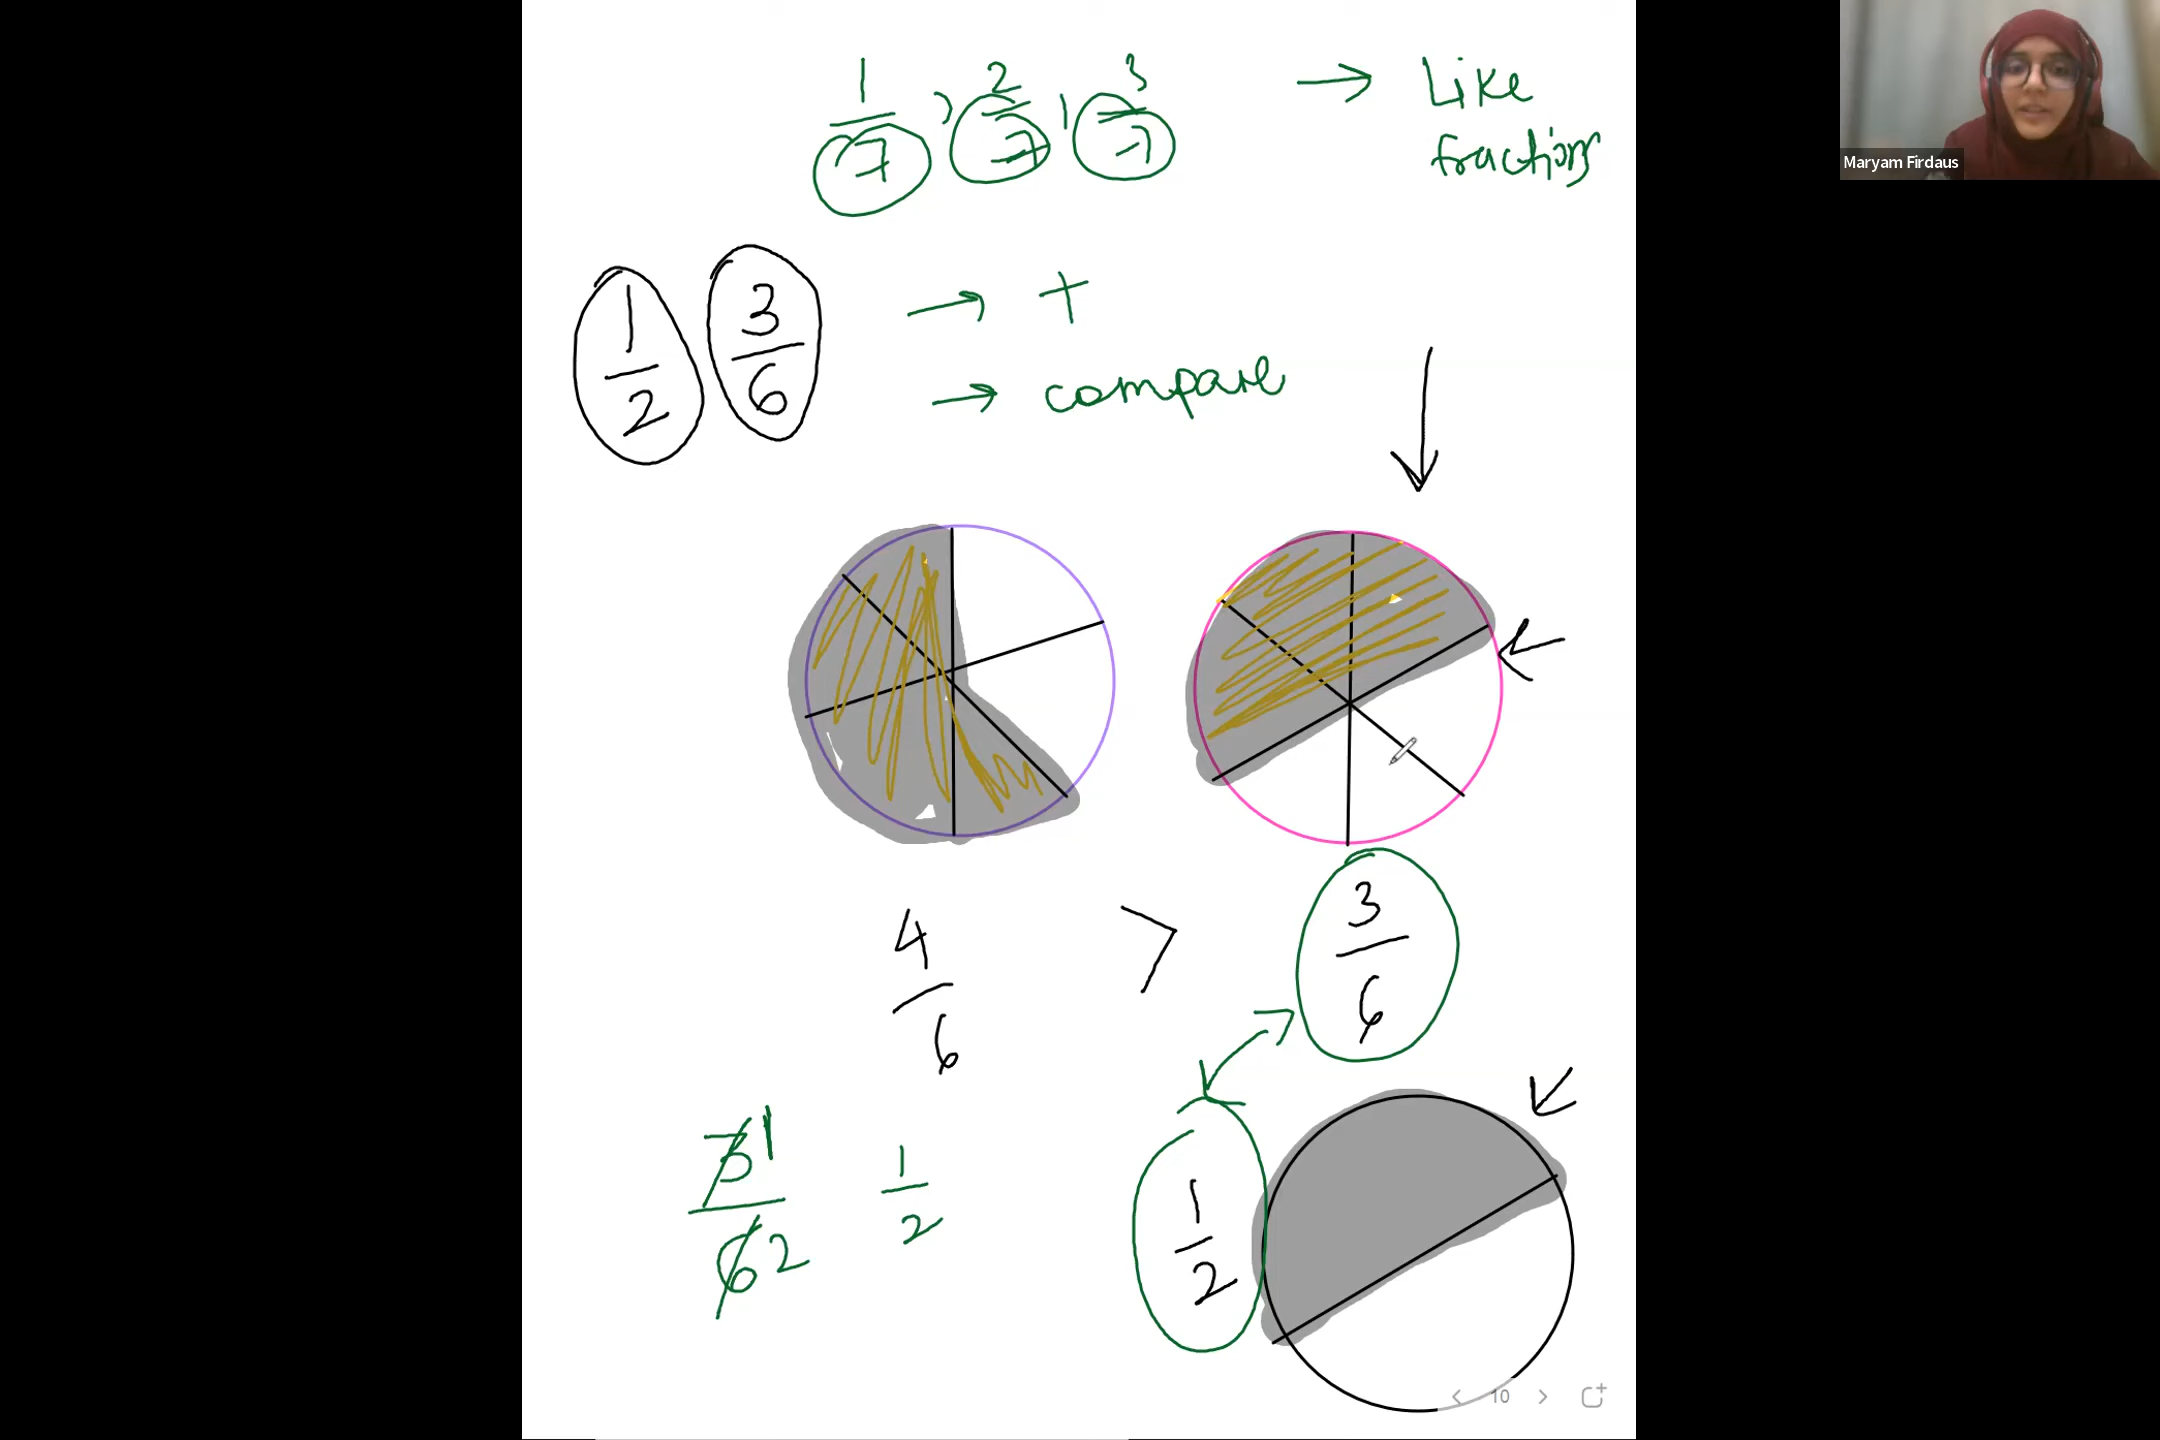 1/7 , 2/7 , 3/7 → Like
fractions
Maryam Firdaus
1/2 3/6 → +
→ compare
4/6 > 3/6
3 1 / 6 2 1/2
1/2
< 10 >